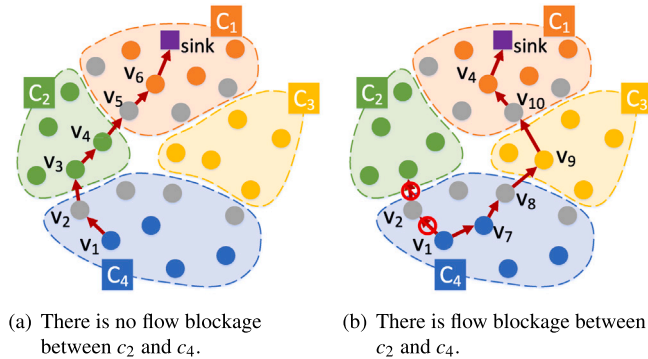 C1
sink
v6
C2
v5
C3
v4
v3
v2
v1
C4
(a) There is no flow blockage
between c2 and c4.
C1
sink
C2
v4
v10
C3
v9
v2
v8
v1
v7
C4
(b) There is flow blockage between
c2 and c4.